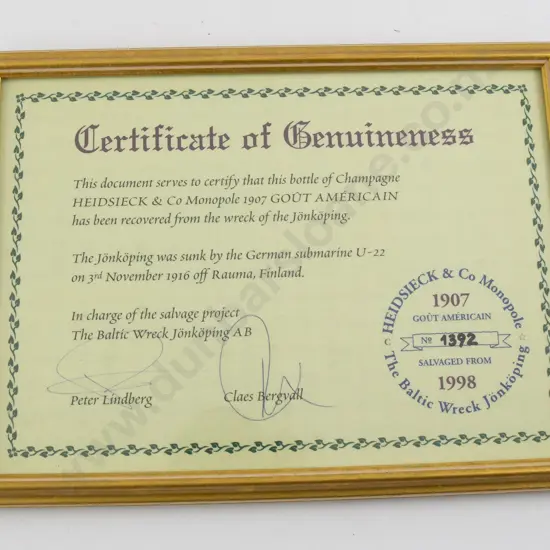 Certificate of Genuineness
This document serves to certify that this bottle of Champagne
HEIDSIECK & Co Monopole 1907 GOÛT AMÉRICAIN
has been recovered from the wreck of the Jönköping.
The Jönköping was sunk by the German submarine U-22
on 3rd November 1916 off Rauma, Finland.
In charge of the salvage project
The Baltic Wreck Jönköping AB
Peter Lindberg
Claes Bergvall
HEIDSIECK & Co Monopole
1907
GOÛT AMÉRICAIN
No 1392
SALVAGED FROM
1998
The Baltic Wreck Jönköping